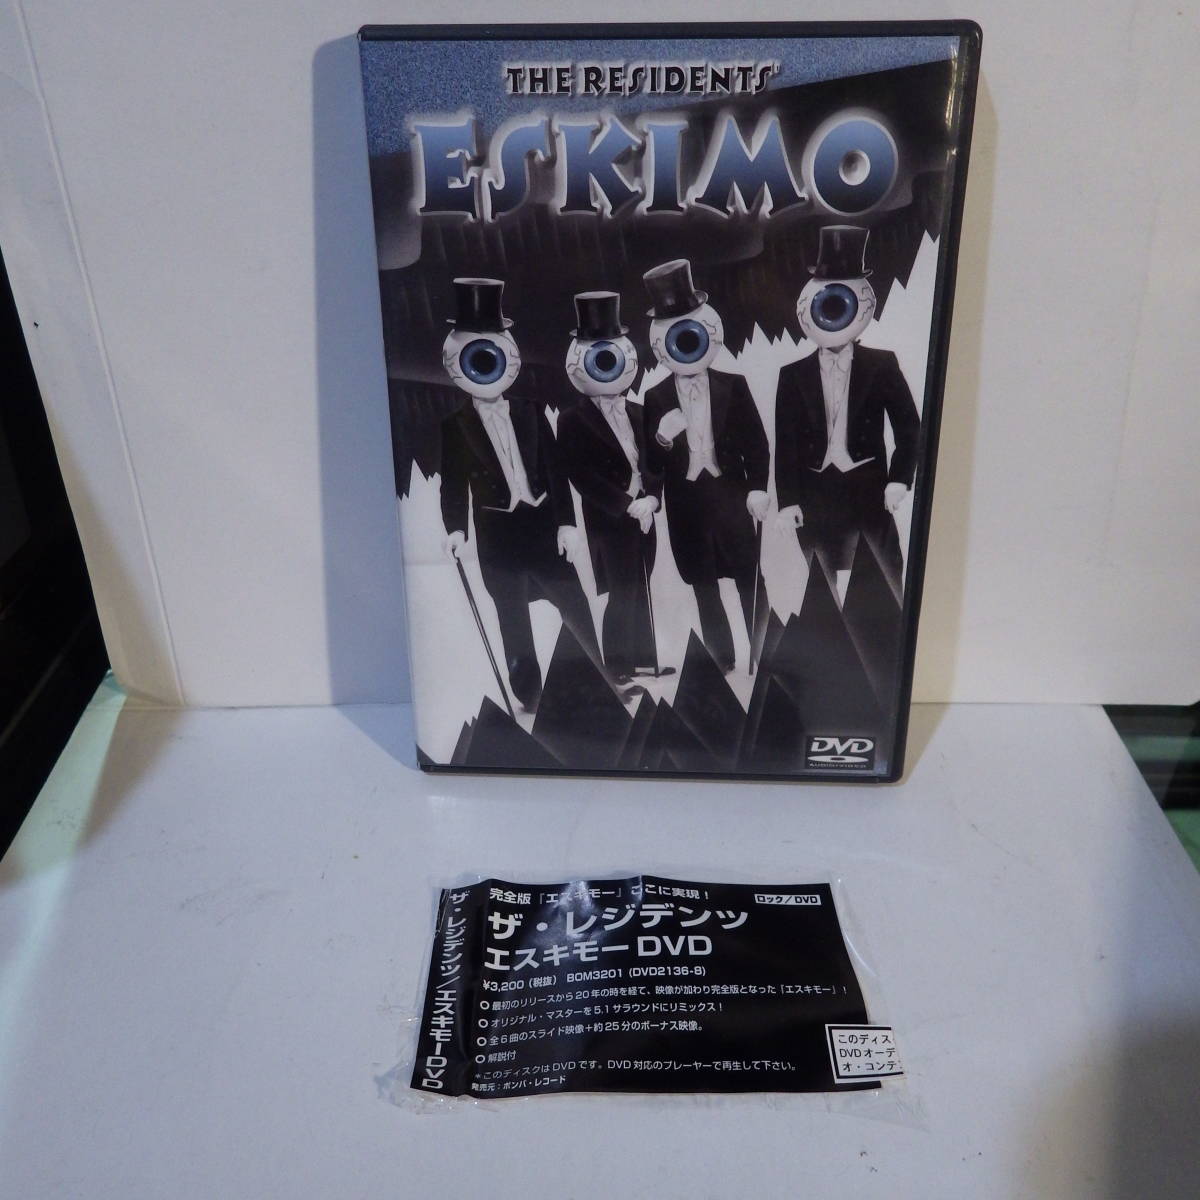 THE RESIDENTS'
ESKIMO
DVD
AUDIO/VIDEO
ザ・レジデンツ/エスキモーDVD
完全版「エスキモー」ここに実現！
ロック/DVD
ザ・レジデンツ
エスキモーDVD
¥3,200（税抜） BOM3201 (DVD2136-8)
○最初のリリースから20年の時を経て、映像が加わり完全版となった「エスキモー」！
○オリジナル・マスターを5.1サラウンドにリミックス！
○全6曲のスライド映像+約25分のボーナス映像。
○解説付
*このディスクはDVDです。DVD対応のプレーヤーで再生して下さい。
発売元：ボンバ・レコード
このディス
DVDオーデ
オ・コンテン